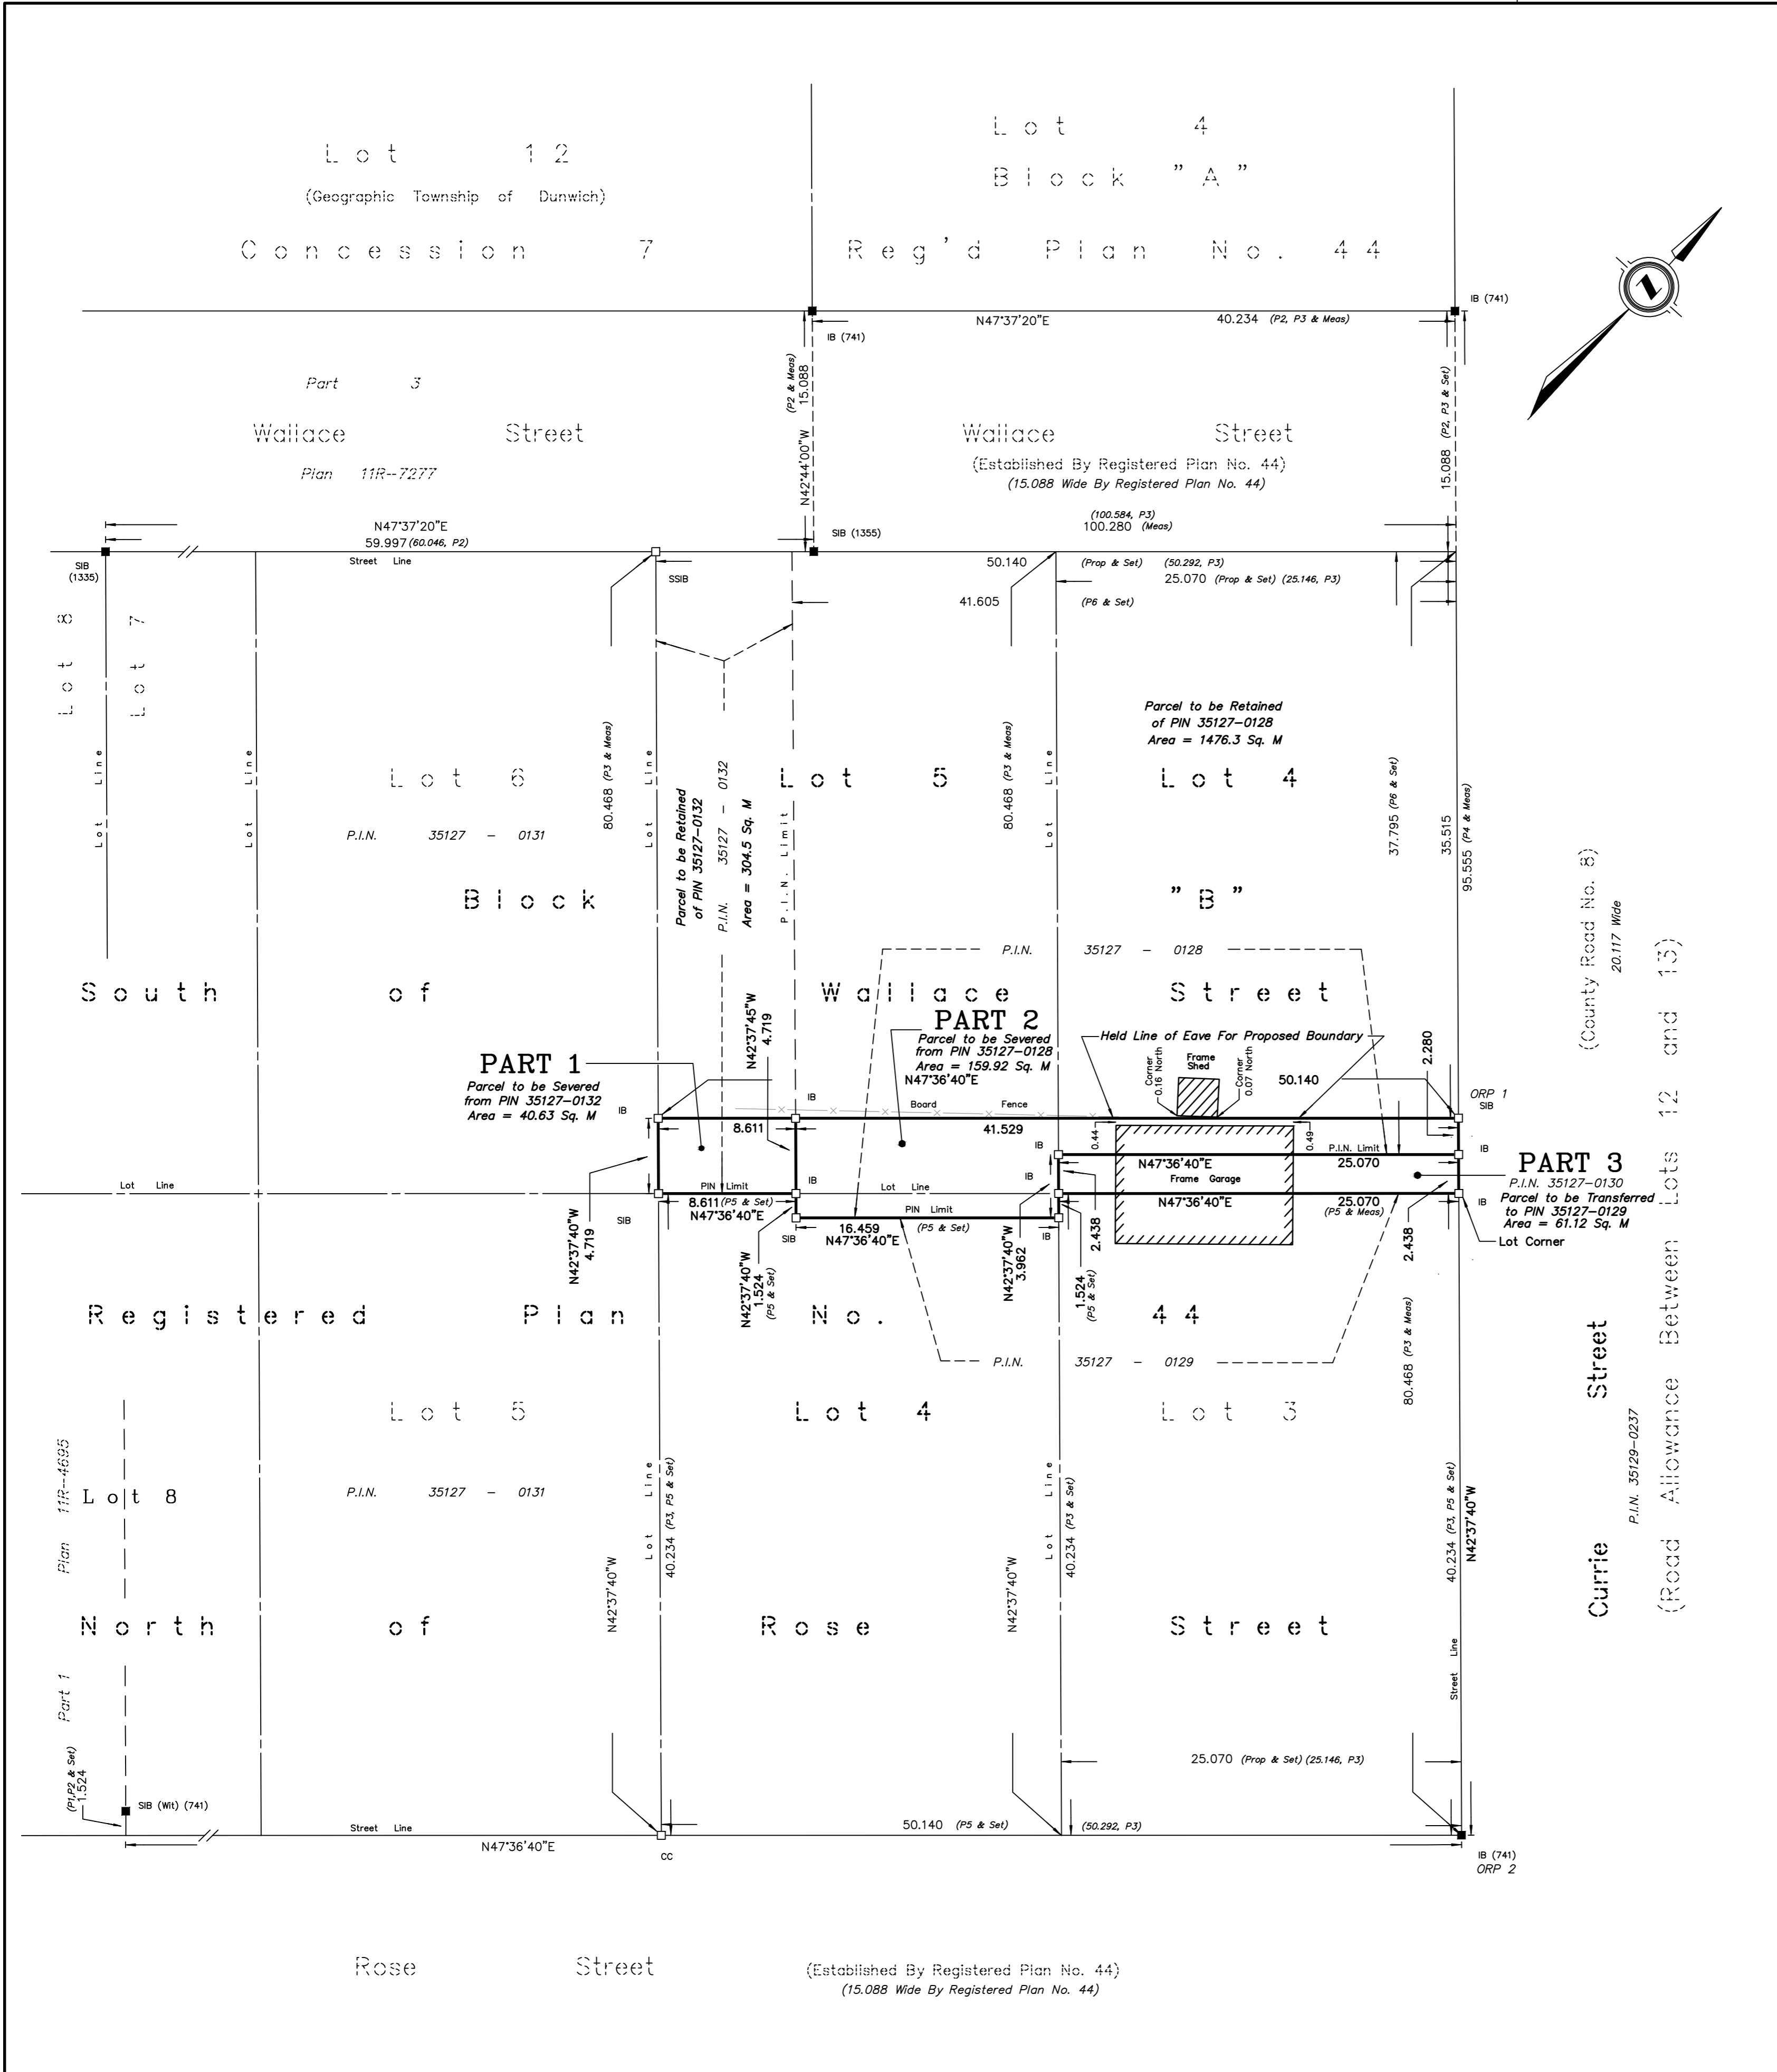 Lot 12
(Geographic Township of Dunwich)
Concession 7
Lot 4
Block "A"
Reg'd Plan No. 44
IB (741)
N47°37'20"E
40.234 (P2, P3 & Meas)
IB (741)
(P2 & Meas)
15.088
N42°44'00"W
15.088 (P2, P3 & Set)
Part 3
Wallace Street
Plan 11R-7277
Wallace Street
(Established By Registered Plan No. 44)
(15.088 Wide By Registered Plan No. 44)
(100.584, P3)
100.280 (Meas)
N47°37'20"E
59.997 (60.046, P2)
Street Line
SIB (1355)
SIB
(1335)
SSIB
50.140 (Prop & Set) (50.292, P3)
25.070 (Prop & Set) (25.146, P3)
41.605 (P6 & Set)
Lot 8
Lot 7
Lot Line
Lot Line
Lot Line
Lot Line
80.468 (P3 & Meas)
80.468 (P3 & Meas)
Parcel to be Retained
of PIN 35127-0128
Area = 1476.3 Sq. M
Lot 6
Lot 5
Lot 4
P.I.N. 35127 - 0131
Parcel to be Retained
of PIN 35127-0132
P.I.N. 35127 - 0132
Area = 304.5 Sq. M
P.I.N. Limit
37.795 (P6 & Set)
35.515
95.555 (P4 & Meas)
Block "B"
P.I.N. 35127 - 0128
South of Wallace Street
(County Road No. 8)
20.117 Wide
(Road Allowance Between Lots 12 and 13)
N42°37'45"W
4.719
PART 1
Parcel to be Severed
from PIN 35127-0132
Area = 40.63 Sq. M
PART 2
Parcel to be Severed
from PIN 35127-0128
Area = 159.92 Sq. M
N47°36'40"E
Held Line of Eave For Proposed Boundary
Corner
0.16 North
Frame
Shed
Corner
0.07 North
50.140
2.280
ORP 1
SIB
IB
IB
Board Fence
8.611
41.529
0.44
0.49
IB
P.I.N. Limit
IB
N47°36'40"E
25.070
Frame Garage
N47°36'40"E
25.070
(P5 & Meas)
IB
PART 3
P.I.N. 35127-0130
Parcel to be Transferred
to PIN 35127-0129
Area = 61.12 Sq. M
Lot Corner
Lot Line
PIN Limit
IB
Lot Line
IB
8.611 (P5 & Set)
N47°36'40"E
PIN Limit
16.459 (P5 & Set)
N47°36'40"E
SIB
SIB
IB
N42°37'40"W
4.719
N42°37'40"W
1.524
(P5 & Set)
N42°37'40"W
3.962
1.524
(P5 & Set)
2.438
2.438
Registered Plan No. 44
P.I.N. 35127 - 0129
80.468 (P3 & Meas)
Currie Street
P.I.N. 35129-0237
Lot 5
Lot 4
Lot 3
Plan 11R-4695
Part 1
Lot 8
P.I.N. 35127 - 0131
Lot Line
40.234 (P3, P5 & Set)
N42°37'40"W
Lot Line
40.234 (P3 & Set)
N42°37'40"W
40.234 (P3, P5 & Set)
N42°37'40"W
Street Line
North of Rose Street
(P1,P2 & Set)
1.524
SIB (Wit) (741)
25.070 (Prop & Set) (25.146, P3)
Street Line
N47°36'40"E
CC
50.140 (P5 & Set)
(50.292, P3)
IB (741)
ORP 2
Rose Street
(Established By Registered Plan No. 44)
(15.088 Wide By Registered Plan No. 44)